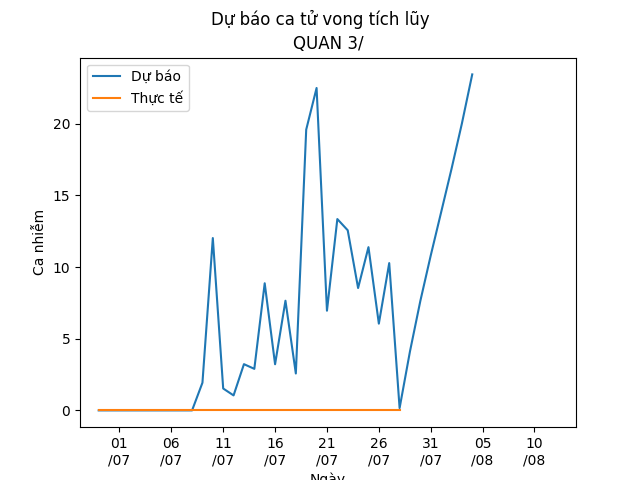 Dự báo ca tử vong tích lũy
QUAN 3/
Dự báo
Thực tế
Ca nhiễm
20
15
10
5
0
01 06 11 16 21 26 31 05 10
/07 /07 /07 /07 /07 /07 /07 /08 /08
Ngày